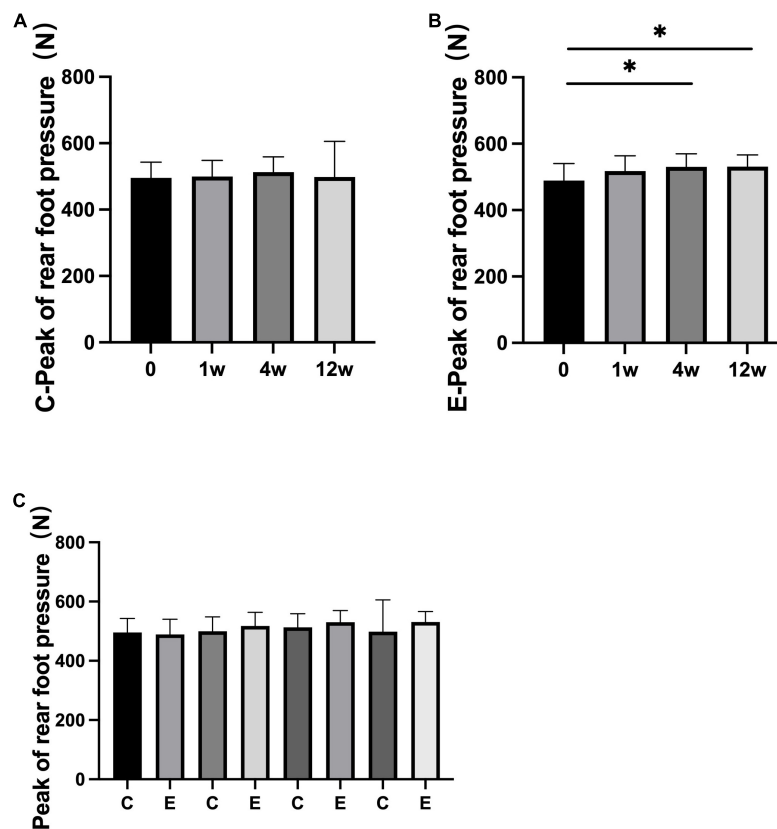 A
C-Peak of rear foot pressure (N)
800
600
400
200
0
0 1w 4w 12w
B
E-Peak of rear foot pressure (N)
* 
*
800
600
400
200
0
0 1w 4w 12w
C
Peak of rear foot pressure (N)
800
600
400
200
0
C E C E C E C E